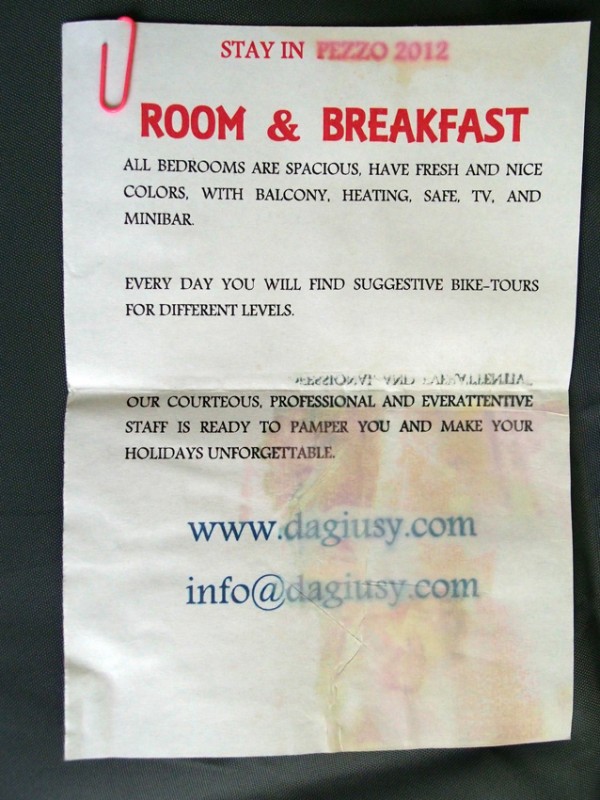 STAY IN PEZZO 2012
ROOM & BREAKFAST
ALL BEDROOMS ARE SPACIOUS, HAVE FRESH AND NICE
COLORS, WITH BALCONY, HEATING, SAFE, TV, AND
MINIBAR.
EVERY DAY YOU WILL FIND SUGGESTIVE BIKE-TOURS
FOR DIFFERENT LEVELS.
OUR COURTEOUS, PROFESSIONAL AND EVERATTENTIVE
STAFF IS READY TO PAMPER YOU AND MAKE YOUR
HOLIDAYS UNFORGETTABLE.
www.dagiusy.com
info@dagiusy.com